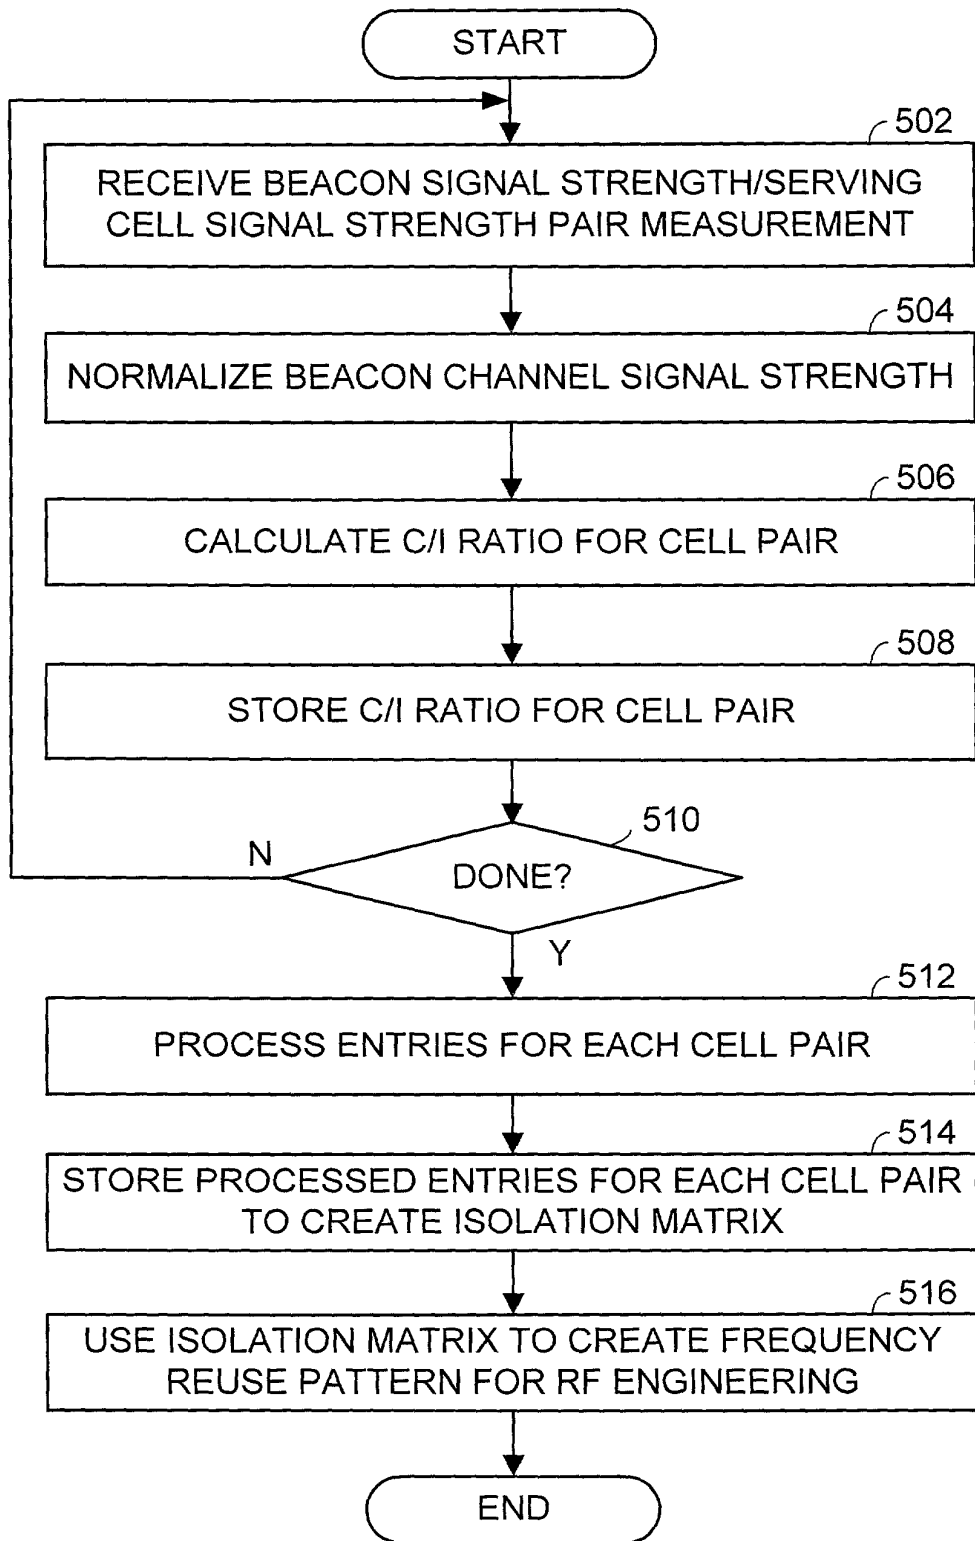 START
502
RECEIVE BEACON SIGNAL STRENGTH/SERVING
CELL SIGNAL STRENGTH PAIR MEASUREMENT
504
NORMALIZE BEACON CHANNEL SIGNAL STRENGTH
506
CALCULATE C/I RATIO FOR CELL PAIR
508
STORE C/I RATIO FOR CELL PAIR
510
N
DONE?
Y
512
PROCESS ENTRIES FOR EACH CELL PAIR
514
STORE PROCESSED ENTRIES FOR EACH CELL PAIR
TO CREATE ISOLATION MATRIX
516
USE ISOLATION MATRIX TO CREATE FREQUENCY
REUSE PATTERN FOR RF ENGINEERING
END